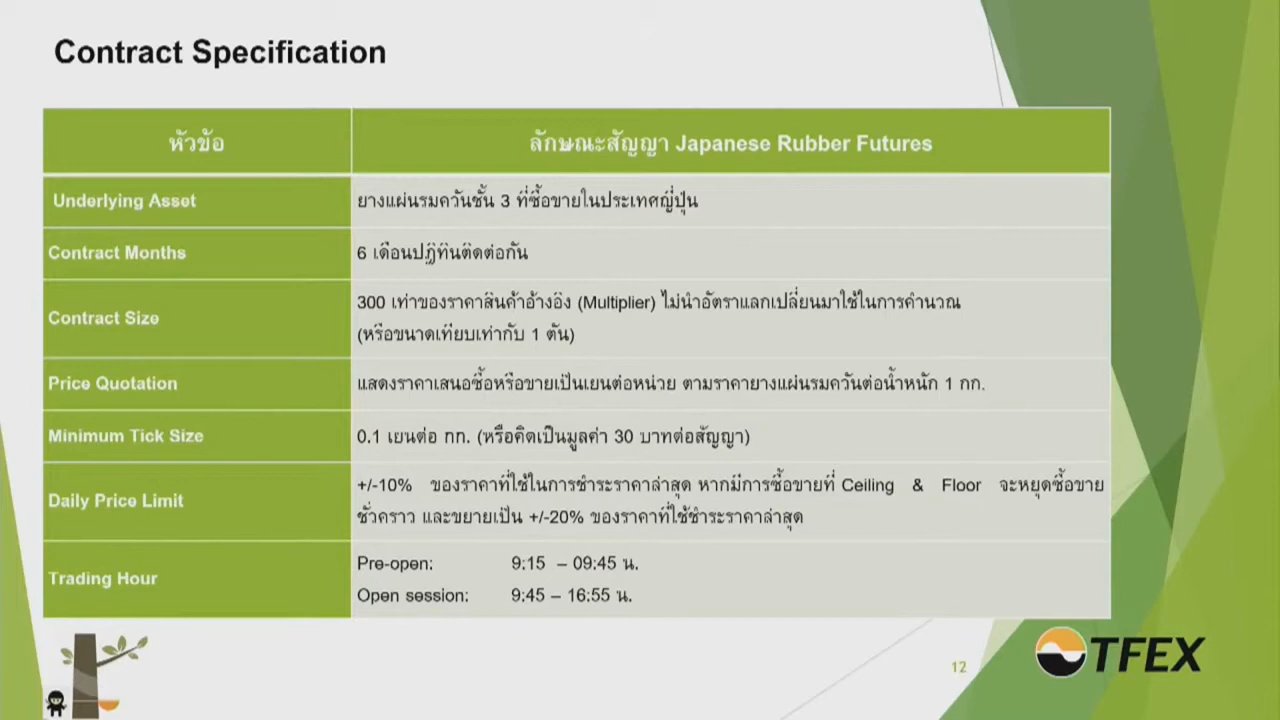 Contract Specification
หัวข้อ
ลักษณะสัญญา Japanese Rubber Futures
Underlying Asset
ยางแผ่นรมควันชั้น 3 ที่ซื้อขายในประเทศญี่ปุ่น
Contract Months
6 เดือนปฏิทินติดต่อกัน
Contract Size
300 เท่าของราคาสินค้าอ้างอิง (Multiplier) ไม่นำอัตราแลกเปลี่ยนมาใช้ในการคำนวณ
(หรือขนาดเทียบเท่ากับ 1 ตัน)
Price Quotation
แสดงราคาเสนอซื้อหรือขายเป็นเยนต่อหน่วย ตามราคายางแผ่นรมควันต่อน้ำหนัก 1 กก.
Minimum Tick Size
0.1 เยนต่อ กก. (หรือคิดเป็นมูลค่า 30 บาทต่อสัญญา)
Daily Price Limit
+/-10% ของราคาที่ใช้ในการชำระราคาล่าสุด หากมีการซื้อขายที่ Ceiling & Floor จะหยุดซื้อขาย
ชั่วคราว และขยายเป็น +/-20% ของราคาที่ใช้ชำระราคาล่าสุด
Trading Hour
Pre-open: 9:15 – 09:45 น.
Open session: 9:45 – 16:55 น.
12
TFEX